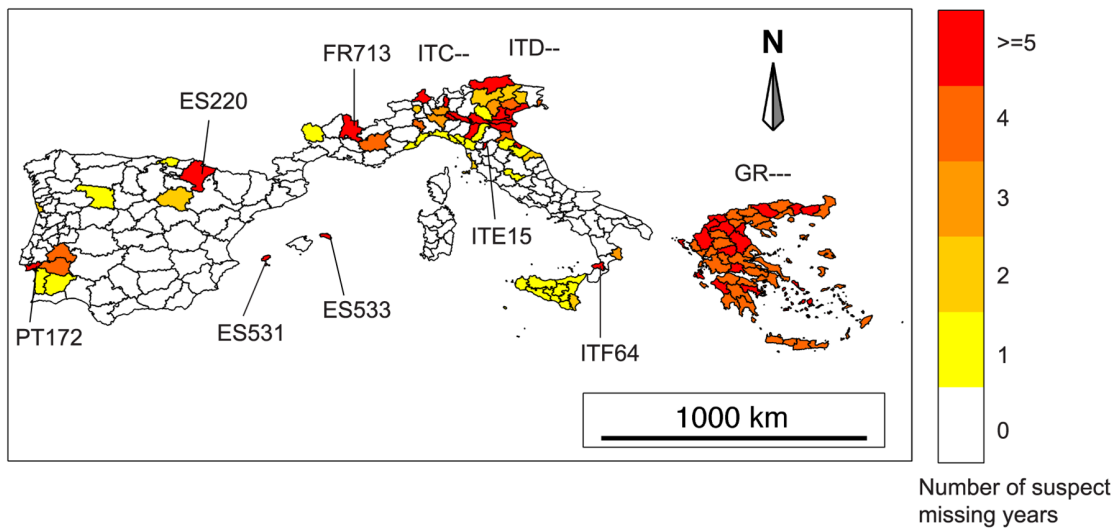 FR713
ITC--
ITD--
N
>=5
ES220
4
GR---
3
ITE15
2
PT172
ES531
ES533
ITF64
1
1000 km
0
Number of suspect
missing years